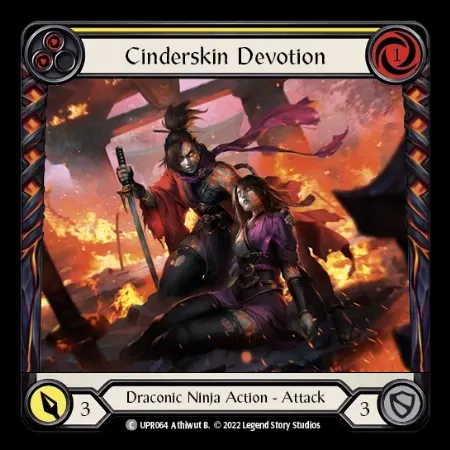 Cinderskin Devotion
1
3
Draconic Ninja Action - Attack
3
C UPR064 Athiwut B. © 2022 Legend Story Studios